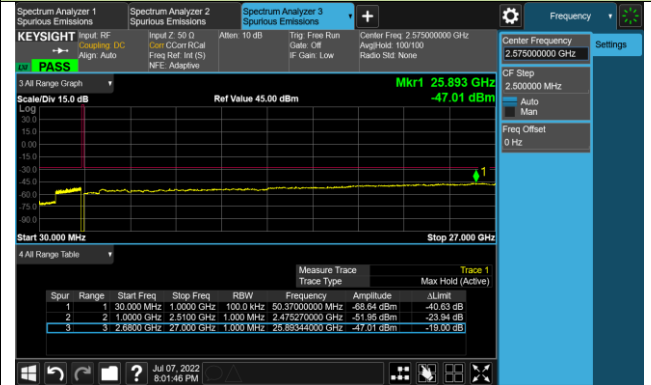 Spectrum Analyzer 1
Spurious Emissions
Spectrum Analyzer 2
Spurious Emissions
Spectrum Analyzer 3
Spurious Emissions
Frequency
KEYSIGHT
Input: RF
Coupling: DC
Align: Auto
Input Z: 50 Ω
Corr CCorr RCal
Freq Ref: Int (S)
NFE: Adaptive
Atten: 10 dB
Trig: Free Run
Gate: Off
IF Gain: Low
Center Freq: 2.575000000 GHz
Avg|Hold: 100/100
Radio Std: None
PASS
Center Frequency
2.575000000 GHz
Settings
CF Step
2.500000 MHz
Auto
Man
Freq Offset
0 Hz
3 All Range Graph
Mkr1 25.893 GHz
-47.01 dBm
Scale/Div 15.0 dB
Ref Value 45.00 dBm
Log
30.0
15.0
0.00
-15.0
-30.0
-45.0
-60.0
-75.0
-90.0
1
Start 30.000 MHz
Stop 27.000 GHz
4 All Range Table
Measure Trace Trace 1
Trace Type Max Hold (Active)
Spur Range Start Freq Stop Freq RBW Frequency Amplitude ΔLimit
1 1 30.000 MHz 1.0000 GHz 100.0 kHz 50.37000000 MHz -68.64 dBm -40.63 dB
2 2 1.0000 GHz 2.5100 GHz 1.000 MHz 2.475270000 GHz -51.95 dBm -23.94 dB
3 3 2.6800 GHz 27.000 GHz 1.000 MHz 25.89344000 GHz -47.01 dBm -19.00 dB
Jul 07, 2022
8:01:46 PM